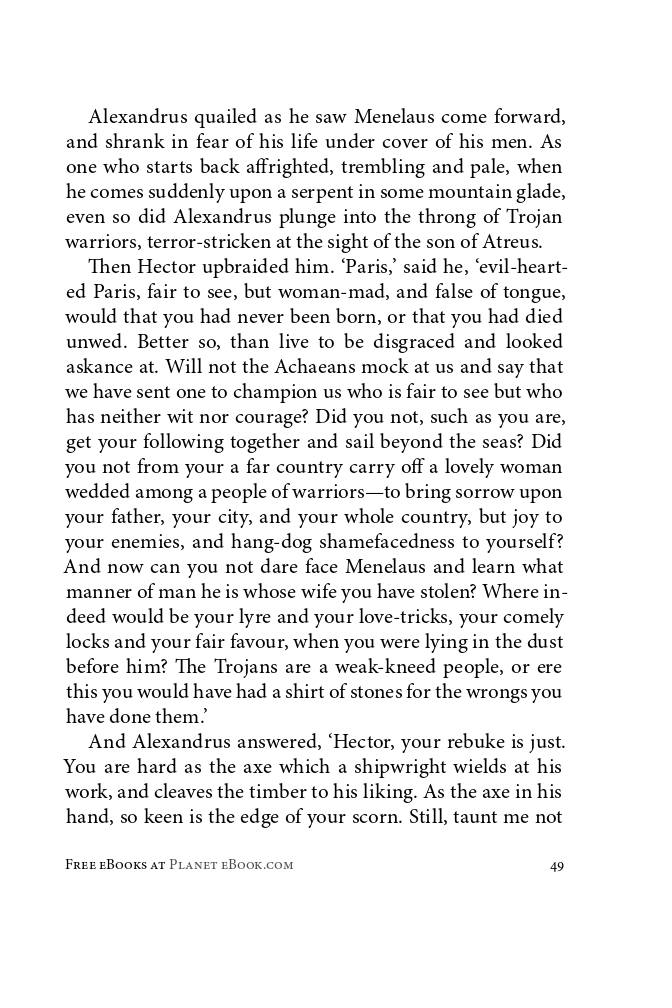 Alexandrus quailed as he saw Menelaus come forward,
and shrank in fear of his life under cover of his men. As
one who starts back affrighted, trembling and pale, when
he comes suddenly upon a serpent in some mountain glade,
even so did Alexandrus plunge into the throng of Trojan
warriors, terror-stricken at the sight of the son of Atreus.
Then Hector upbraided him. ‘Paris,’ said he, ‘evil-heart-
ed Paris, fair to see, but woman-mad, and false of tongue,
would that you had never been born, or that you had died
unwed. Better so, than live to be disgraced and looked
askance at. Will not the Achaeans mock at us and say that
we have sent one to champion us who is fair to see but who
has neither wit nor courage? Did you not, such as you are,
get your following together and sail beyond the seas? Did
you not from your a far country carry off a lovely woman
wedded among a people of warriors—to bring sorrow upon
your father, your city, and your whole country, but joy to
your enemies, and hang-dog shamefacedness to yourself?
And now can you not dare face Menelaus and learn what
manner of man he is whose wife you have stolen? Where in-
deed would be your lyre and your love-tricks, your comely
locks and your fair favour, when you were lying in the dust
before him? The Trojans are a weak-kneed people, or ere
this you would have had a shirt of stones for the wrongs you
have done them.’
And Alexandrus answered, ‘Hector, your rebuke is just.
You are hard as the axe which a shipwright wields at his
work, and cleaves the timber to his liking. As the axe in his
hand, so keen is the edge of your scorn. Still, taunt me not
Free eBooks at Planet eBook.com 49